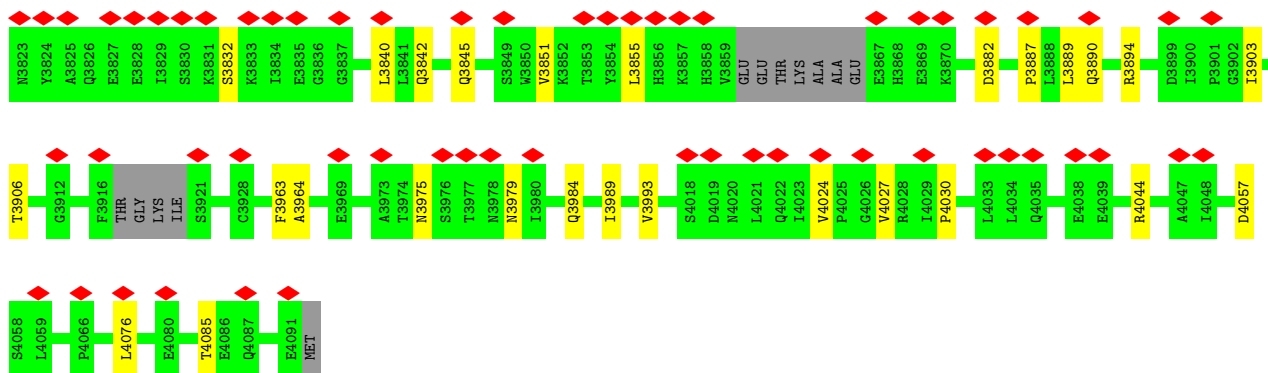 N3823 Y3824 A3825 Q3826 E3827 E3828 I3829 S3830 K3831 S3832 K3833 I3834 E3835 G3836 G3837 L3840 L3841 Q3842 Q3845 S3849 W3850 V3851 K3852 T3853 Y3854 L3855 H3856 K3857 H3858 V3859 GLU GLU THR LYS ALA ALA GLU E3867 H3868 E3869 K3870 D3882 P3887 L3888 L3889 Q3890 R3894 D3899 I3900 P3901 G3902 I3903
T3906 G3912 F3916 THR GLY LYS ILE S3921 C3928 F3963 A3964 E3969 A3973 T3974 N3975 S3976 T3977 N3978 N3979 I3980 Q3984 I3989 V3993 S4018 D4019 N4020 L4021 Q4022 I4023 V4024 P4025 G4026 V4027 R4028 I4029 P4030 L4033 L4034 Q4035 E4038 E4039 R4044 A4047 I4048 D4057
S4058 L4059 P4066 L4076 E4080 T4085 E4086 Q4087 E4091 MET